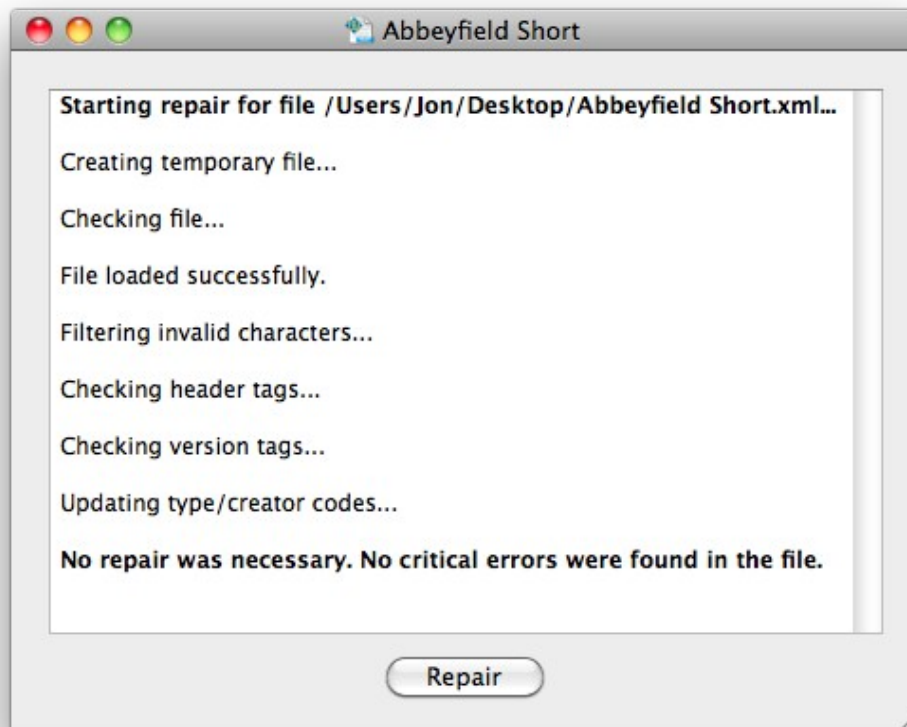 Abbeyfield Short
Starting repair for file /Users/Jon/Desktop/Abbeyfield Short.xml...
Creating temporary file...
Checking file...
File loaded successfully.
Filtering invalid characters...
Checking header tags...
Checking version tags...
Updating type/creator codes...
No repair was necessary. No critical errors were found in the file.
Repair